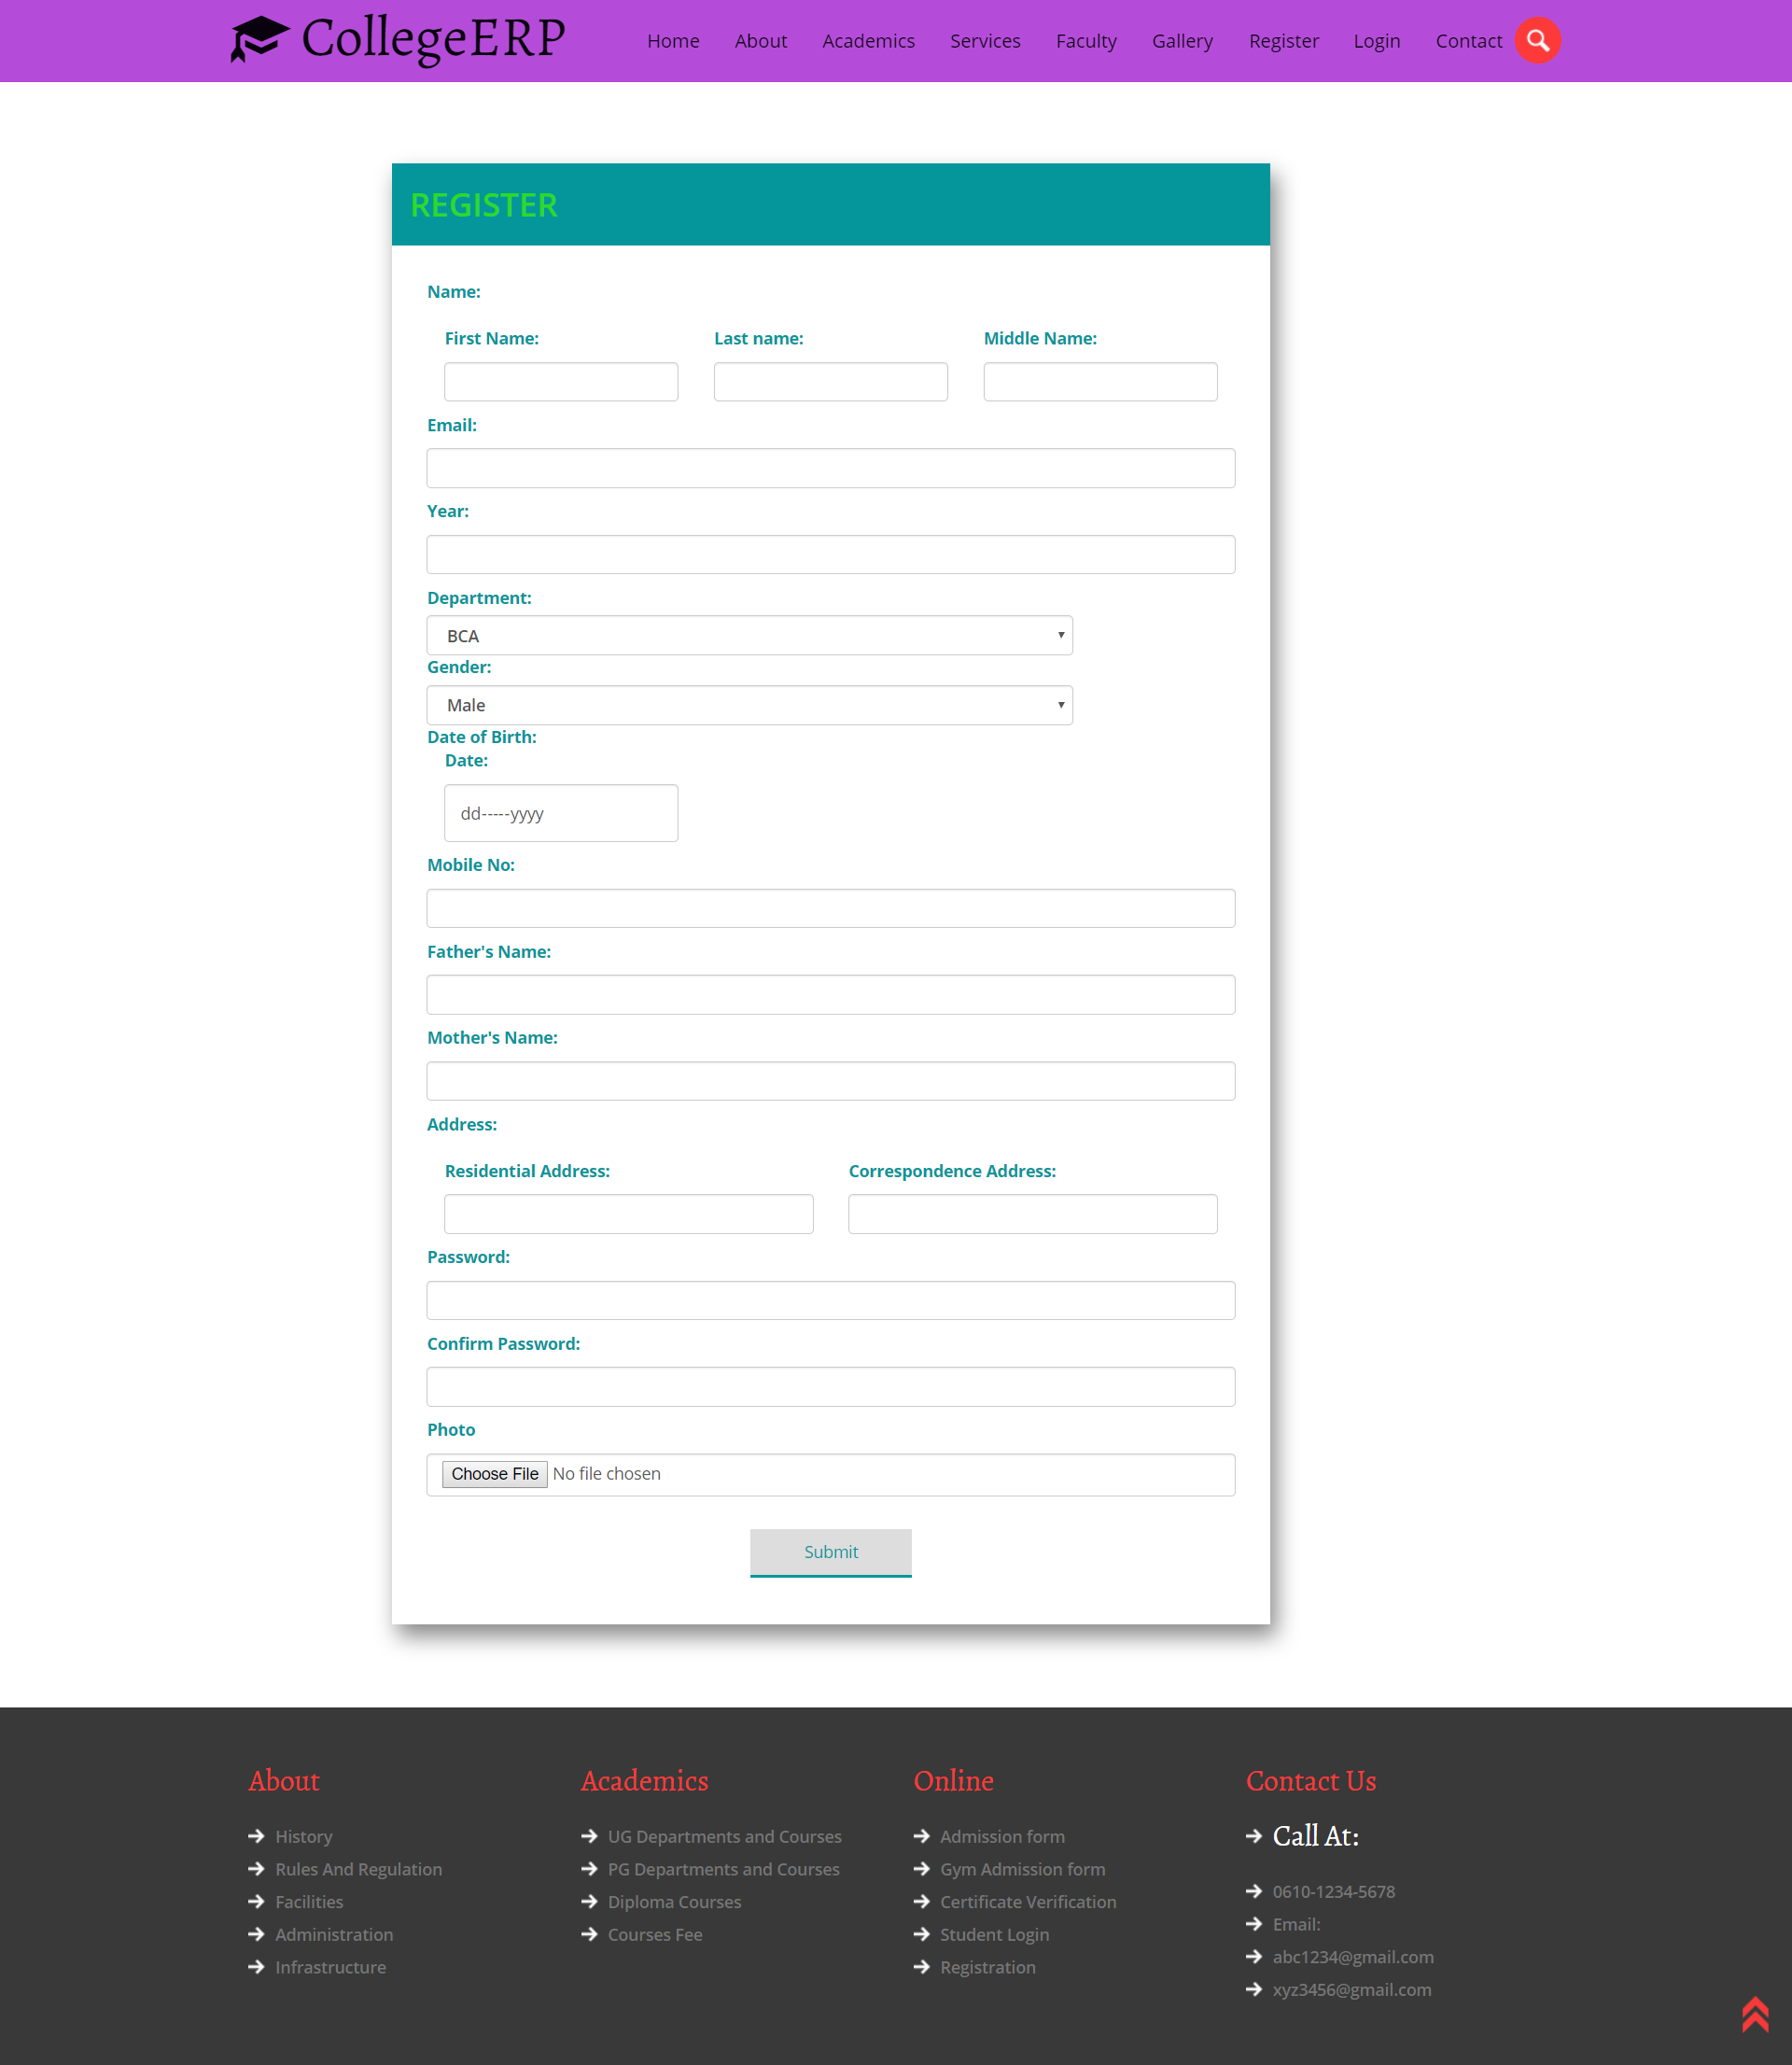 CollegeERP
Home About Academics Services Faculty Gallery Register Login Contact
REGISTER
Name:
First Name: Last name: Middle Name:
Email:
Year:
Department:
BCA
Gender:
Male
Date of Birth:
Date:
dd-----yyyy
Mobile No:
Father's Name:
Mother's Name:
Address:
Residential Address: Correspondence Address:
Password:
Confirm Password:
Photo
Choose File No file chosen
Submit
About
History
Rules And Regulation
Facilities
Administration
Infrastructure
Academics
UG Departments and Courses
PG Departments and Courses
Diploma Courses
Courses Fee
Online
Admission form
Gym Admission form
Certificate Verification
Student Login
Registration
Contact Us
Call At:
0610-1234-5678
Email:
abc1234@gmail.com
xyz3456@gmail.com